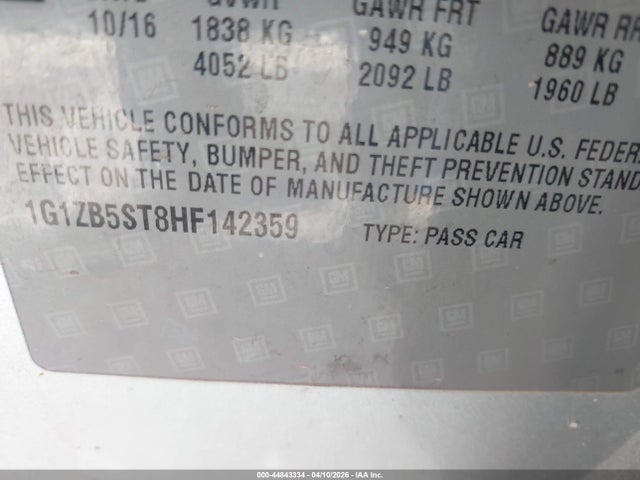 GVWR GAWR FRT GAWR RR
10/16 1838 KG 949 KG 889 KG
4052 LB 2092 LB 1960 LB
THIS VEHICLE CONFORMS TO ALL APPLICABLE U.S. FEDER
VEHICLE SAFETY, BUMPER, AND THEFT PREVENTION STAND
EFFECT ON THE DATE OF MANUFACTURE SHOWN ABOVE.
1G1ZB5ST8HF142359 TYPE: PASS CAR
GM
000-44843334 - 04/10/2026 - IAA Inc.